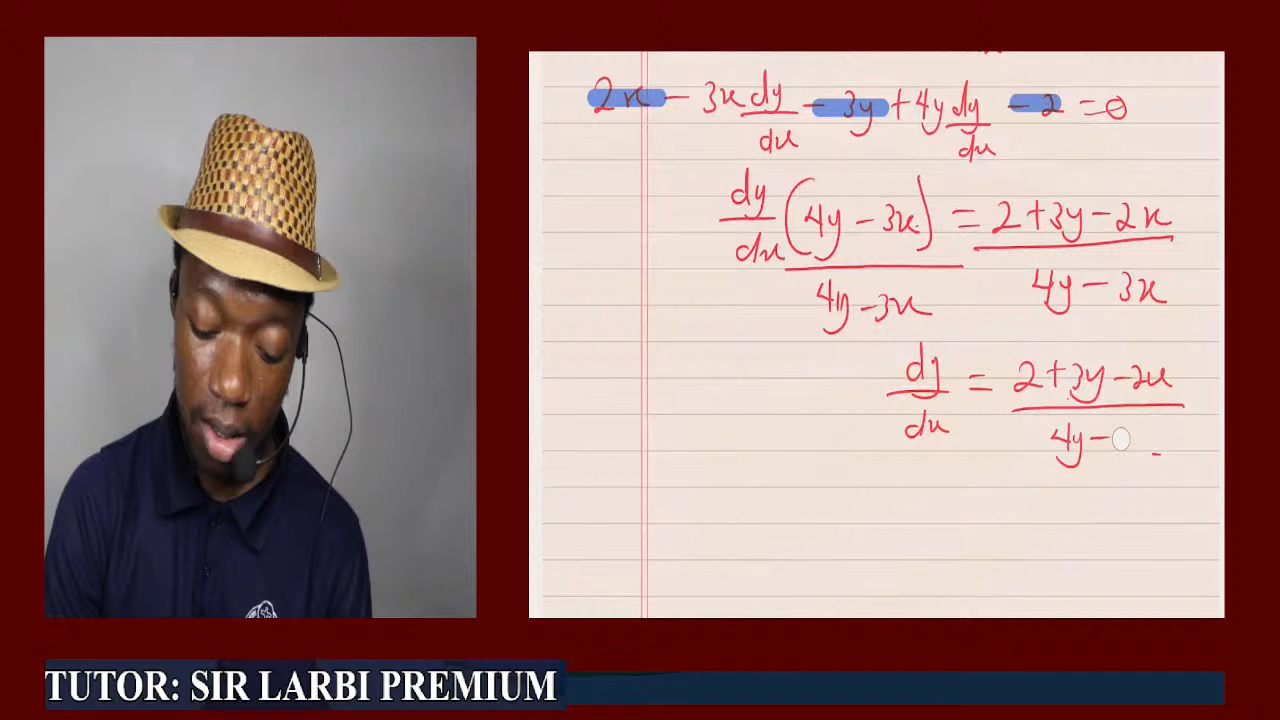 2x - 3x dy/dx - 3y + 4y dy/dx - 2 = 0
dy/dx (4y - 3x) / 4y - 3x = 2 + 3y - 2x / 4y - 3x
dy/dx = 2 + 3y - 2x / 4y -
TUTOR: SIR LARBI PREMIUM